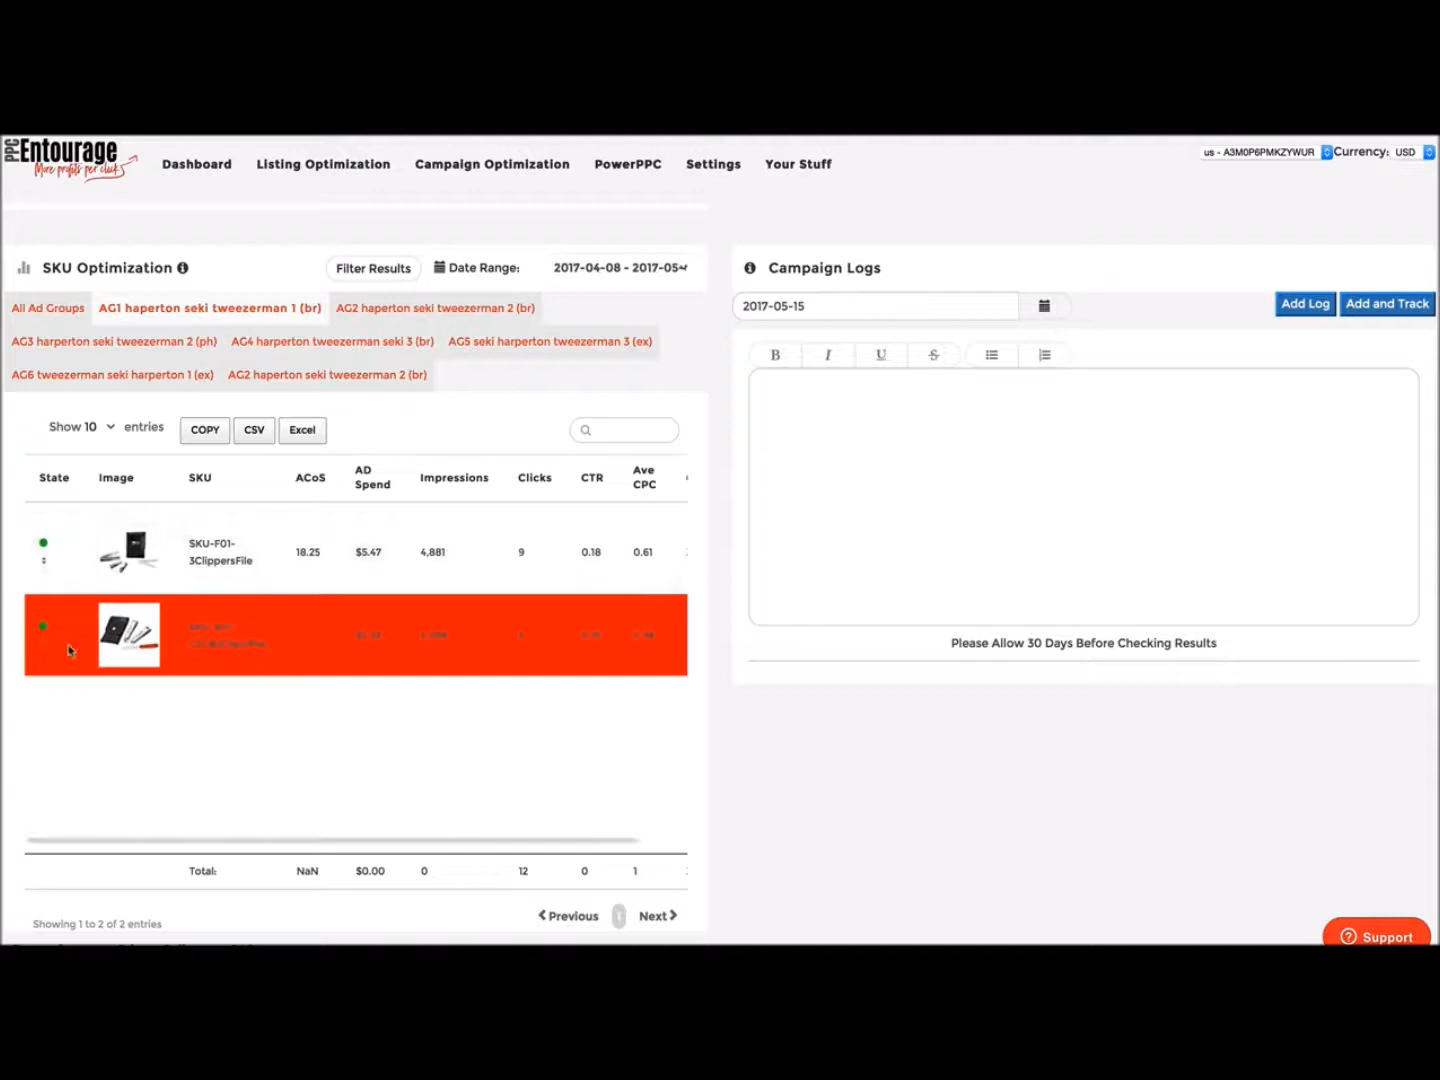 PPC Entourage
More profits per click
Dashboard
Listing Optimization
Campaign Optimization
PowerPPC
Settings
Your Stuff
us - A3M0P6PMKZYWUR
Currency:
USD
SKU Optimization
Filter Results
Date Range:
2017-04-08 - 2017-05-
All Ad Groups
AG1 haperton seki tweezerman 1 (br)
AG2 haperton seki tweezerman 2 (br)
AG3 harperton seki tweezerman 2 (ph)
AG4 harperton tweezerman seki 3 (br)
AG5 seki harperton tweezerman 3 (ex)
AG6 tweezerman seki harperton 1 (ex)
AG2 haperton seki tweezerman 2 (br)
Show 10 entries
COPY
CSV
Excel
State
Image
SKU
ACoS
AD
Spend
Impressions
Clicks
CTR
Ave
CPC
SKU-F01-
3ClippersFile
18.25
$5.47
4,881
9
0.18
0.61
Total:
NaN
$0.00
0
12
0
1
Showing 1 to 2 of 2 entries
Previous
Next
Campaign Logs
2017-05-15
Add Log
Add and Track
B
I
U
S
Please Allow 30 Days Before Checking Results
Support